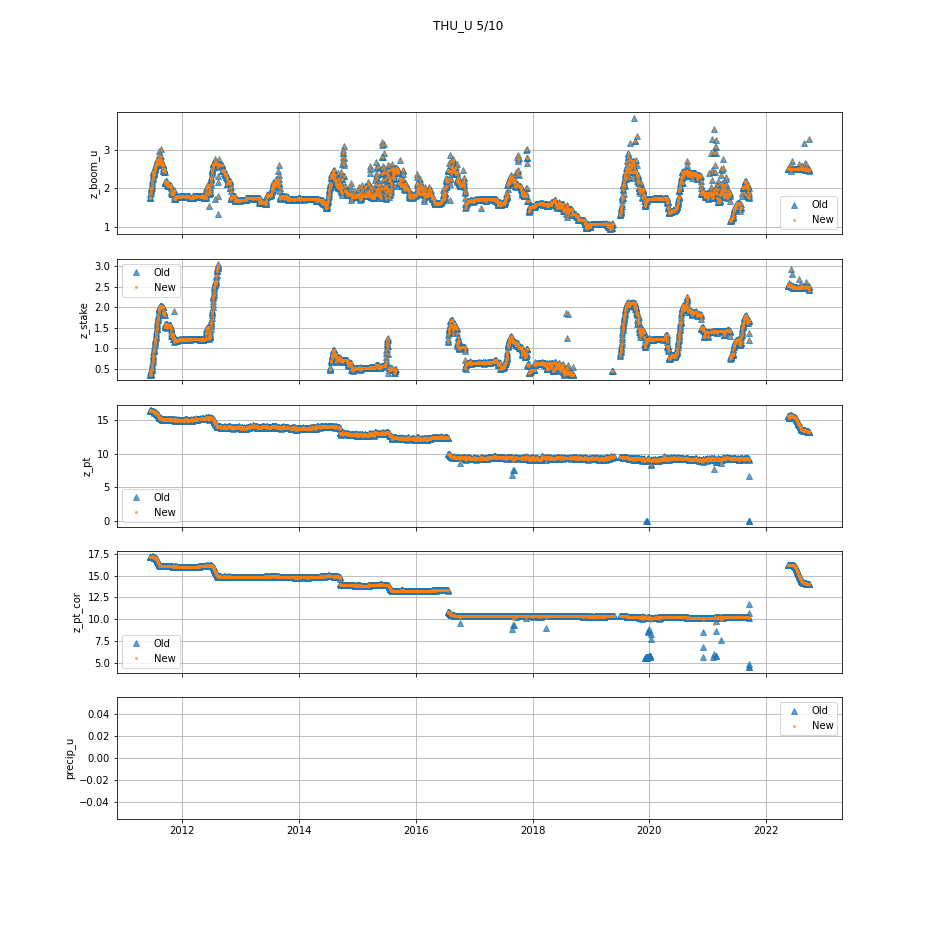 THU_U 5/10
z_boom_u
3
2
1
Old
New
z_stake
3.0
2.5
2.0
1.5
1.0
0.5
Old
New
z_pt
15
10
5
0
Old
New
z_pt_cor
17.5
15.0
12.5
10.0
7.5
5.0
Old
New
precip_u
0.04
0.02
0.00
−0.02
−0.04
Old
New
2012 2014 2016 2018 2020 2022